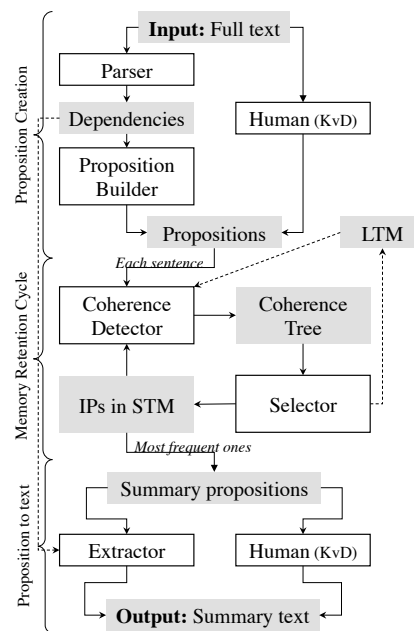 Input: Full text
Parser
Dependencies
Human (KvD)
Proposition
Builder
Propositions
Proposition Creation
Each sentence
LTM
Coherence
Detector
Coherence
Tree
IPs in STM
Selector
Memory Retention Cycle
Most frequent ones
Summary propositions
Extractor
Human (KvD)
Output: Summary text
Proposition to text